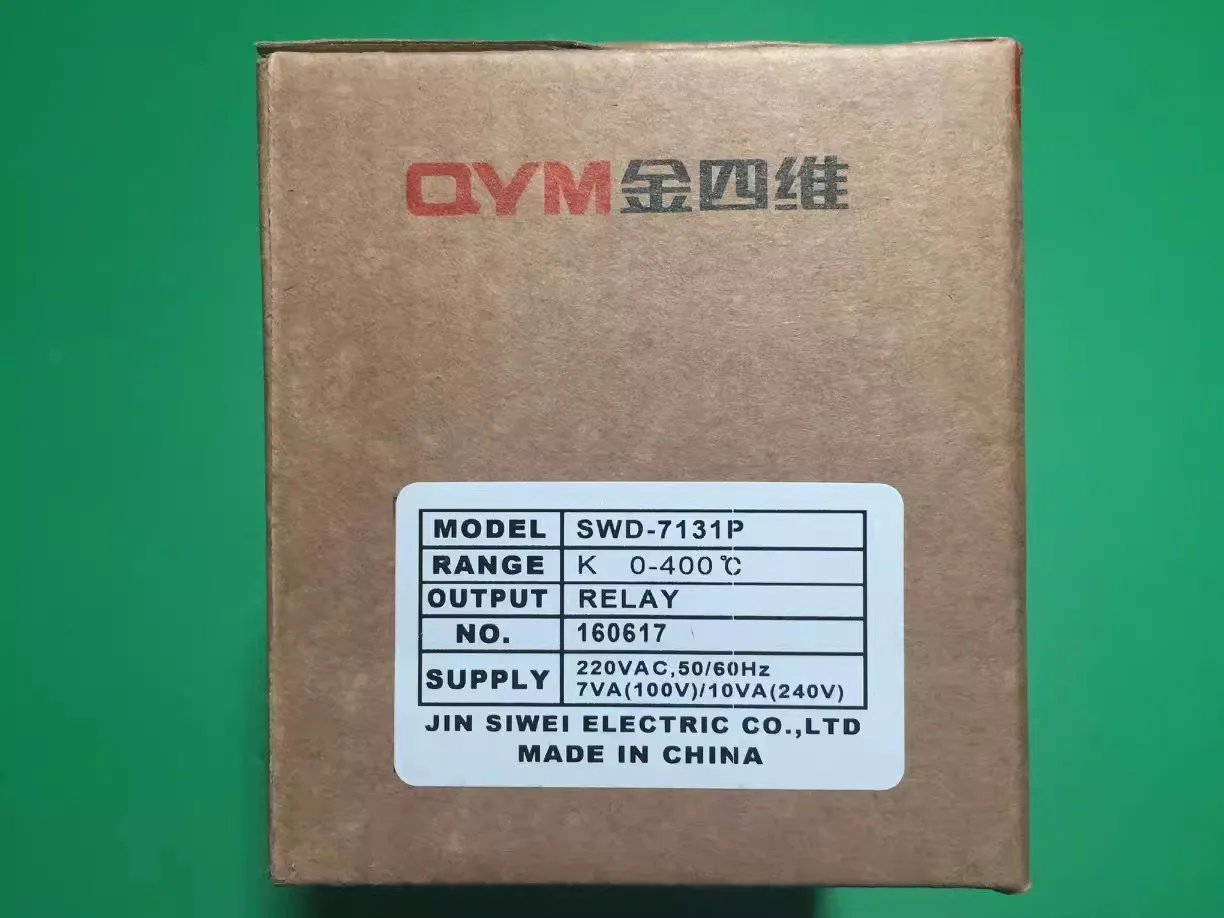 QYM金四维
MODEL SWD-7131P
RANGE K 0-400℃
OUTPUT RELAY
NO. 160617
SUPPLY 220VAC,50/60Hz
7VA(100V)/10VA(240V)
JIN SIWEI ELECTRIC CO.,LTD
MADE IN CHINA